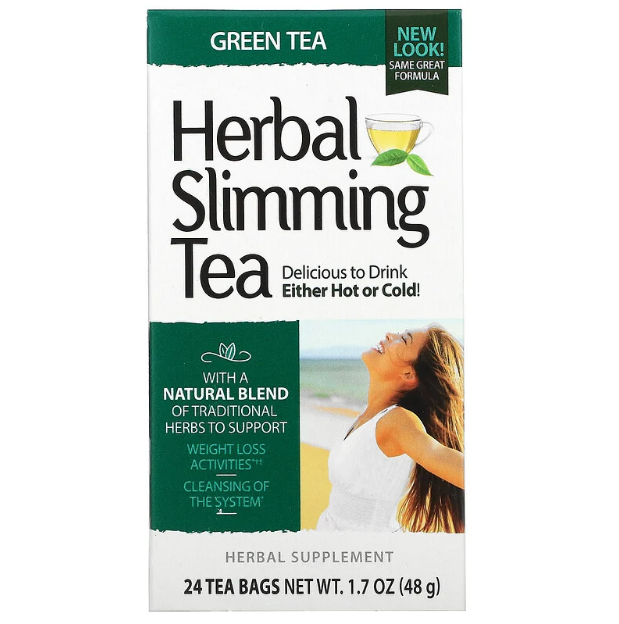 GREEN TEA
NEW
LOOK!
SAME GREAT
FORMULA
Herbal
Slimming
Tea
Delicious to Drink
Either Hot or Cold!
WITH A
NATURAL BLEND
OF TRADITIONAL
HERBS TO SUPPORT
WEIGHT LOSS
ACTIVITIES*††
CLEANSING OF
THE SYSTEM*
HERBAL SUPPLEMENT
24 TEA BAGS NET WT. 1.7 OZ (48 g)